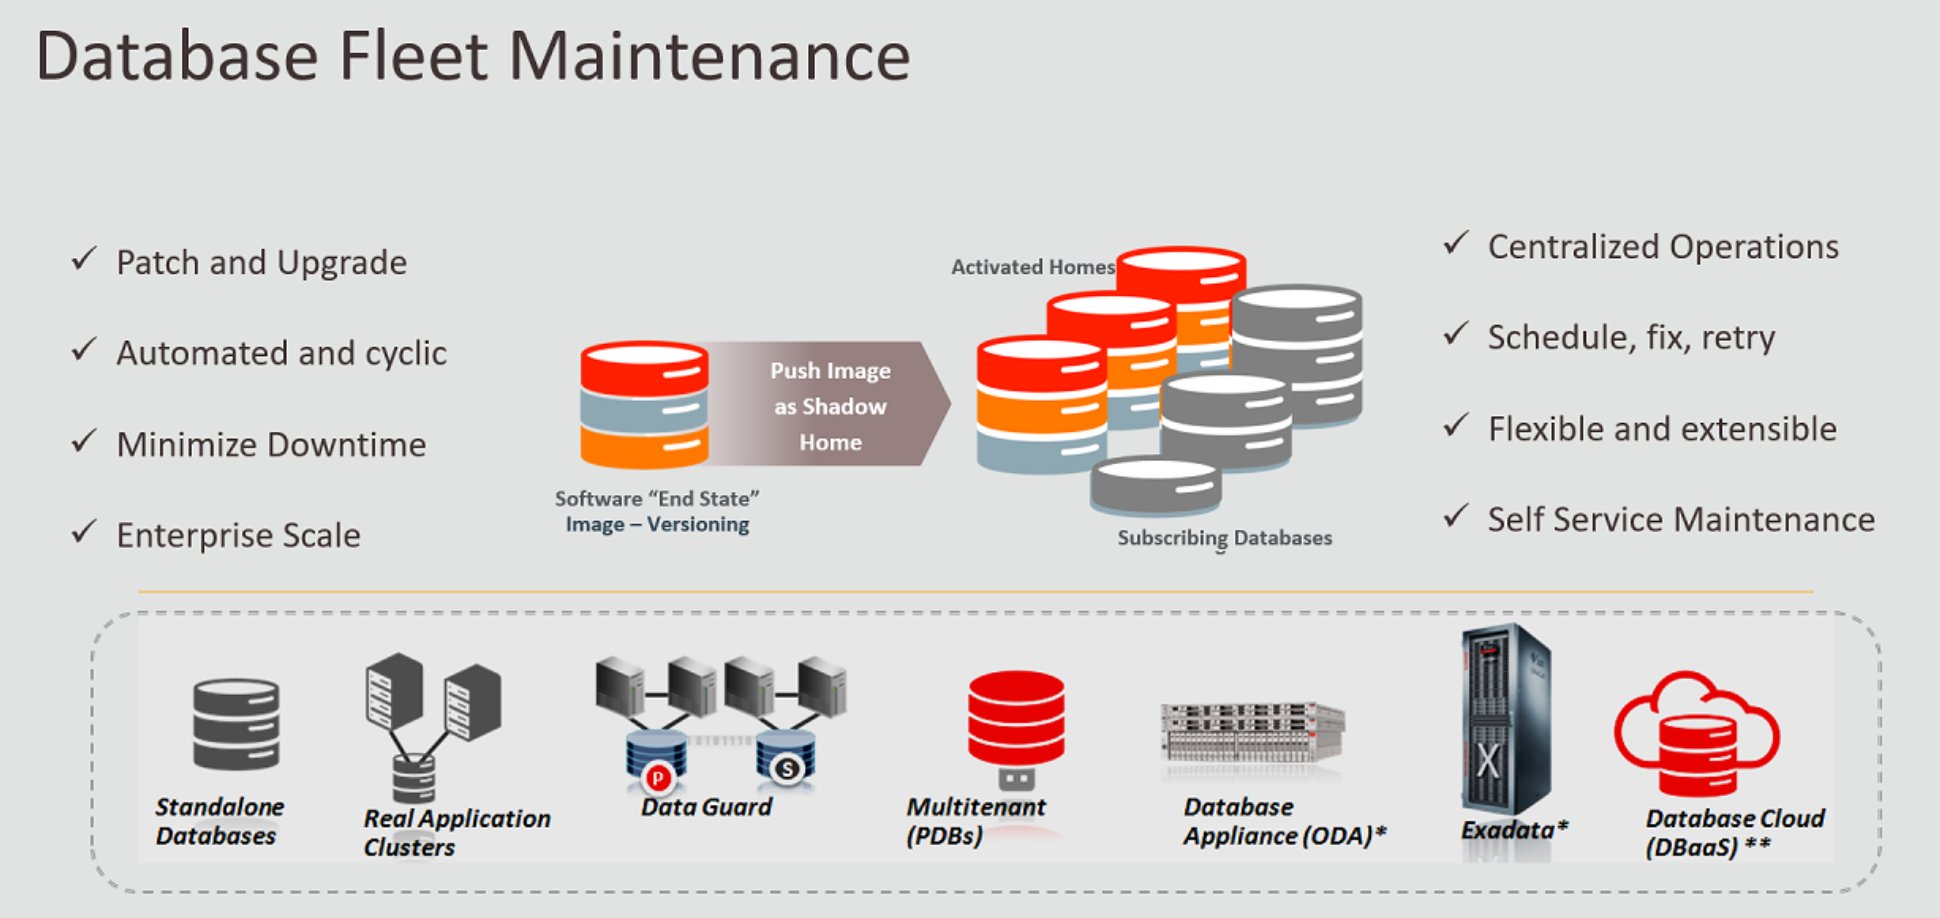 Database Fleet Maintenance
✓ Patch and Upgrade
✓ Automated and cyclic
✓ Minimize Downtime
✓ Enterprise Scale
Push Image
as Shadow
Home
Software “End State”
Image – Versioning
Activated Homes
Subscribing Databases
✓ Centralized Operations
✓ Schedule, fix, retry
✓ Flexible and extensible
✓ Self Service Maintenance
Standalone
Databases
Real Application
Clusters
P
S
Data Guard
Multitenant
(PDBs)
Database
Appliance (ODA)*
X
Exadata*
Database Cloud
(DBaaS) **